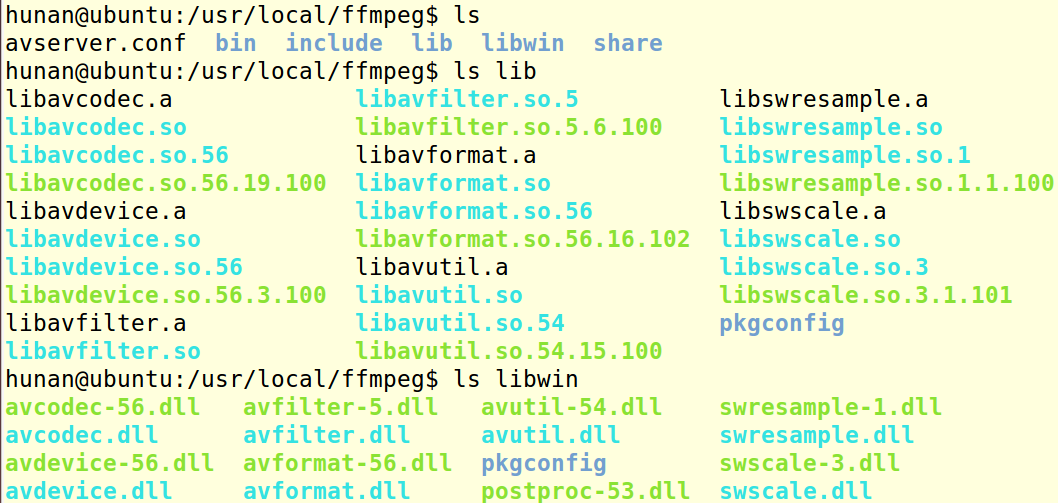 hunan@ubuntu:/usr/local/ffmpeg$ ls
avserver.conf  bin  include  lib  libwin  share
hunan@ubuntu:/usr/local/ffmpeg$ ls lib
libavcodec.a             libavfilter.so.5          libswresample.a
libavcodec.so            libavfilter.so.5.6.100    libswresample.so
libavcodec.so.56         libavformat.a             libswresample.so.1
libavcodec.so.56.19.100  libavformat.so            libswresample.so.1.1.100
libavdevice.a            libavformat.so.56         libswscale.a
libavdevice.so           libavformat.so.56.16.102  libswscale.so
libavdevice.so.56        libavutil.a               libswscale.so.3
libavdevice.so.56.3.100  libavutil.so              libswscale.so.3.1.101
libavfilter.a            libavutil.so.54           pkgconfig
libavfilter.so           libavutil.so.54.15.100
hunan@ubuntu:/usr/local/ffmpeg$ ls libwin
avcodec-56.dll   avfilter-5.dll   avutil-54.dll    swresample-1.dll
avcodec.dll      avfilter.dll     avutil.dll       swresample.dll
avdevice-56.dll  avformat-56.dll  pkgconfig        swscale-3.dll
avdevice.dll     avformat.dll     postproc-53.dll  swscale.dll